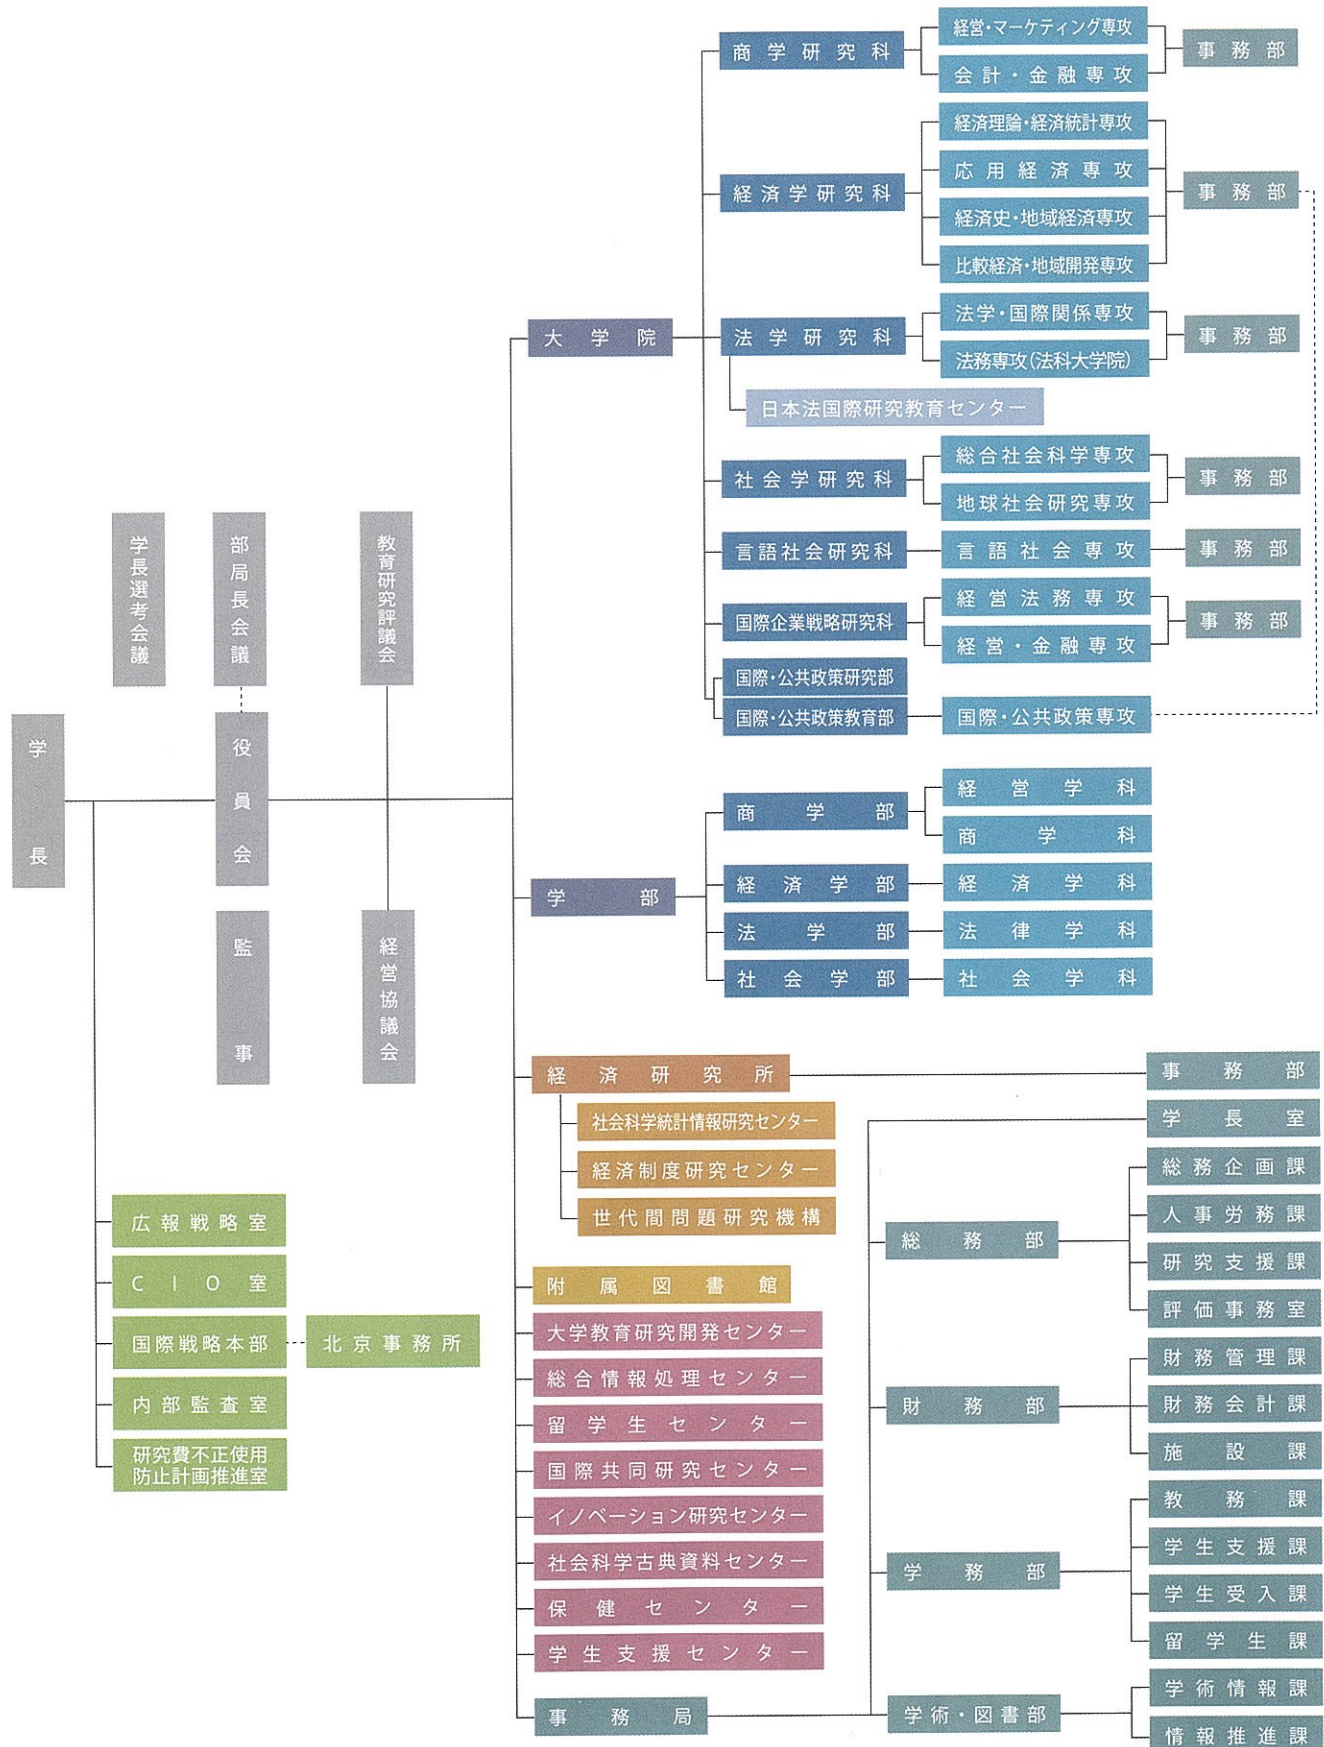 学長
学長選考会議
部局長会議
役員会
監事
教育研究評議会
経営協議会
広報戦略室
CIO室
国際戦略本部
北京事務所
内部監査室
研究費不正使用
防止計画推進室
大学院
商学研究科
経営・マーケティング専攻
会計・金融専攻
事務部
経済学研究科
経済理論・経済統計専攻
応用経済専攻
経済史・地域経済専攻
比較経済・地域開発専攻
事務部
法学研究科
法学・国際関係専攻
法務専攻(法科大学院)
事務部
日本法国際研究教育センター
社会学研究科
総合社会科学専攻
地球社会研究専攻
事務部
言語社会研究科
言語社会専攻
事務部
国際企業戦略研究科
経営法務専攻
経営・金融専攻
事務部
国際・公共政策研究部
国際・公共政策教育部
国際・公共政策専攻
学部
商学部
経営学科
商学科
経済学部
経済学科
法学部
法律学科
社会学部
社会学科
経済研究所
事務部
社会科学統計情報研究センター
経済制度研究センター
世代間問題研究機構
附属図書館
大学教育研究開発センター
総合情報処理センター
留学生センター
国際共同研究センター
イノベーション研究センター
社会科学古典資料センター
保健センター
学生支援センター
事務局
学長室
総務部
総務企画課
人事労務課
研究支援課
評価事務室
財務部
財務管理課
財務会計課
施設課
学務部
教務課
学生支援課
学生受入課
留学生課
学術・図書部
学術情報課
情報推進課